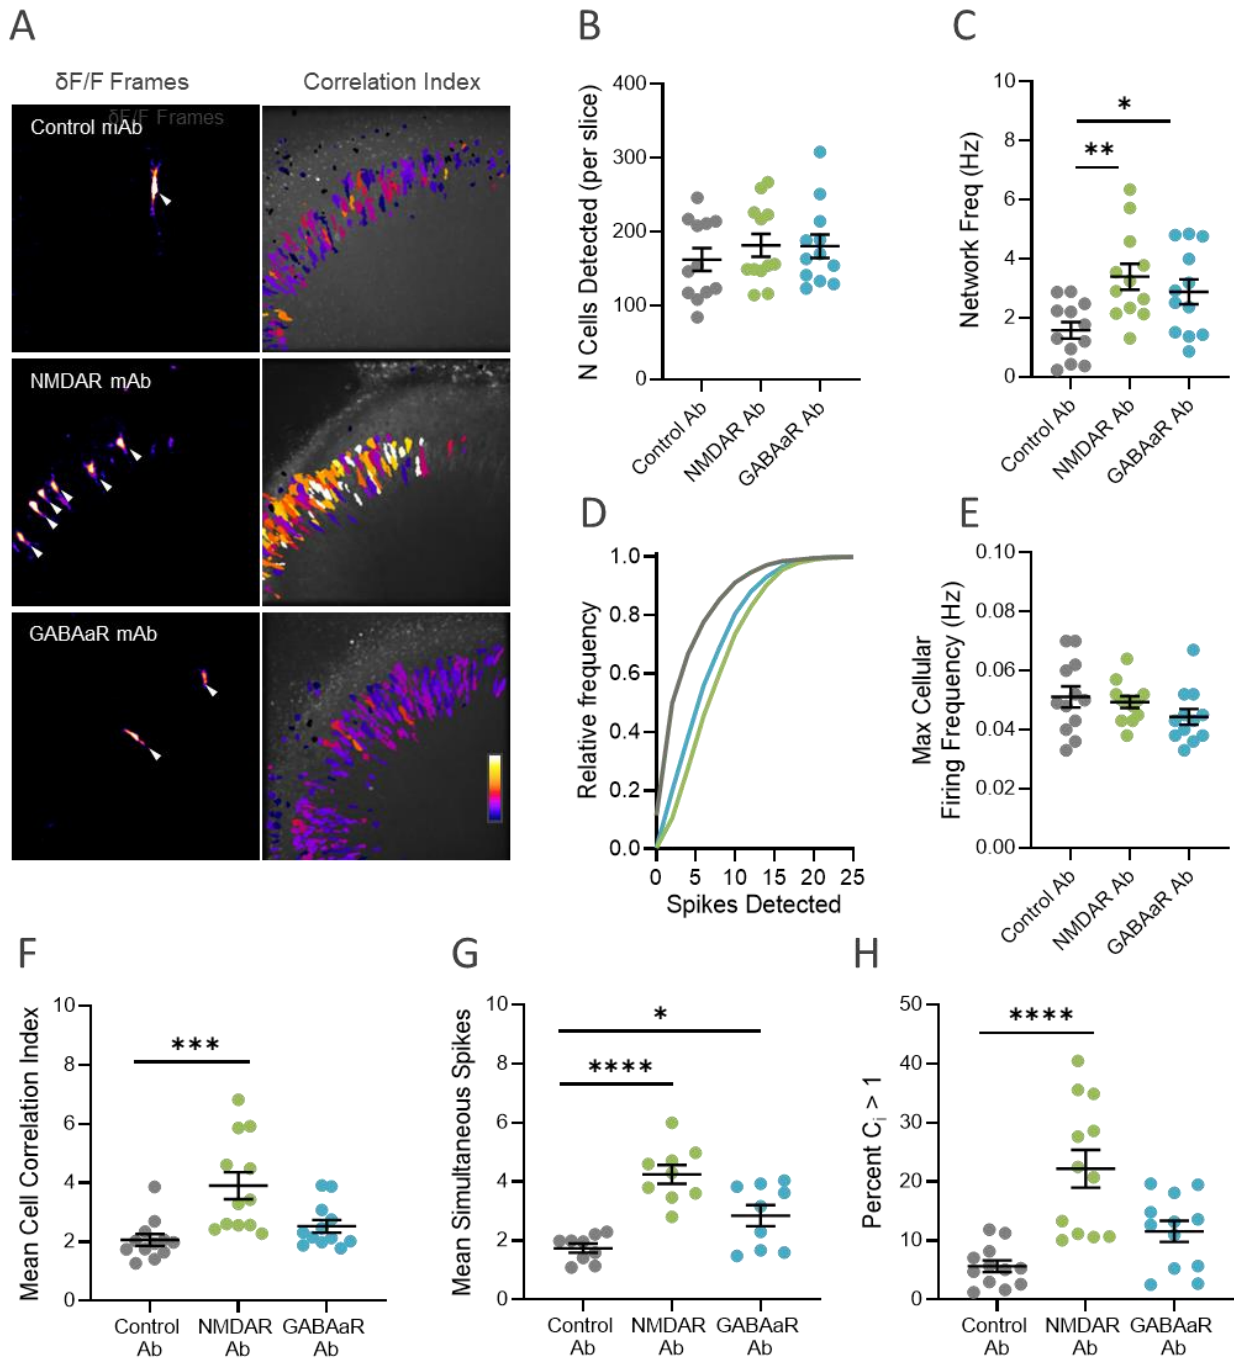 A
δF/F Frames
Correlation Index
δF/F Frames
Control mAb
NMDAR mAb
GABAaR mAb
B
N Cells Detected (per slice)
400
300
200
100
0
Control Ab
NMDAR Ab
GABAaR Ab
C
Network Freq (Hz)
10
8
6
4
2
0
*
**
Control Ab
NMDAR Ab
GABAaR Ab
D
Relative frequency
1.0
0.8
0.6
0.4
0.2
0.0
0 5 10 15 20 25
Spikes Detected
E
Max Cellular
Firing Frequency (Hz)
0.10
0.08
0.06
0.04
0.02
0.00
Control Ab
NMDAR Ab
GABAaR Ab
F
Mean Cell Correlation Index
10
8
6
4
2
0
***
Control NMDAR GABAaR
Ab Ab Ab
G
Mean Simultaneous Spikes
10
8
6
4
2
0
*
****
Control NMDAR GABAaR
Ab Ab Ab
H
Percent Ci > 1
50
40
30
20
10
0
****
Control NMDAR GABAaR
Ab Ab Ab